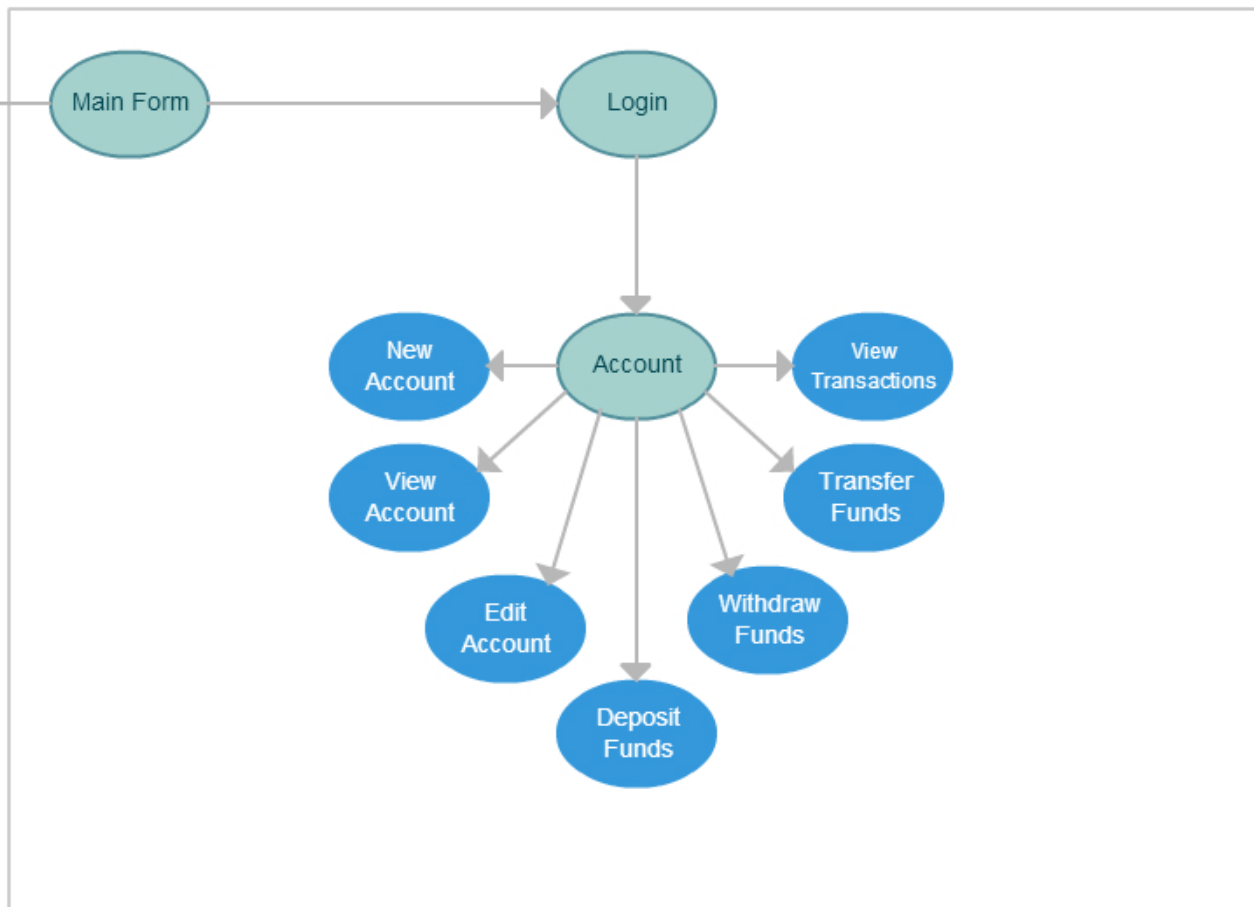 Main Form
Login
New
Account
Account
View
Transactions
View
Account
Transfer
Funds
Edit
Account
Withdraw
Funds
Deposit
Funds